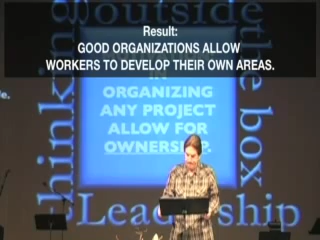 Result:
GOOD ORGANIZATIONS ALLOW
WORKERS TO DEVELOP THEIR OWN AREAS.
outside
thinking
the box
IN
ORGANIZING
ANY PROJECT
ALLOW FOR
OWNERSHIP.
Leadership